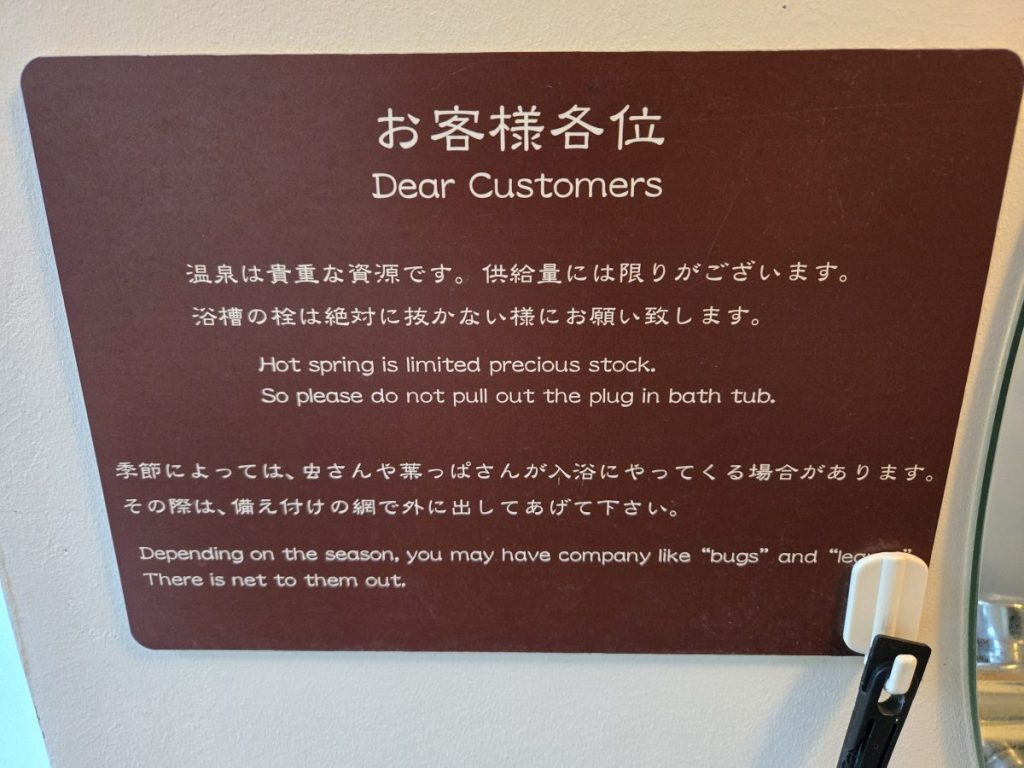 お客様各位
Dear Customers
温泉は貴重な資源です。供給量には限りがございます。
浴槽の栓は絶対に抜かない様にお願い致します。
Hot spring is limited precious stock.
So please do not pull out the plug in bath tub.
季節によっては、虫さんや葉っぱさんが入浴にやってくる場合があります。
その際は、備え付けの網で外に出してあげて下さい。
Depending on the season, you may have company like “bugs” and
There is net to them out.